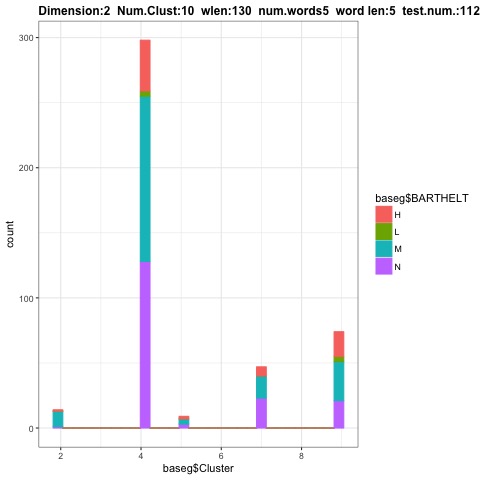 Dimension:2 Num.Clust:10 wlen:130 num.words5 word len:5 test.num.:112
300
200
100
0
count
2 4 6 8
baseg$Cluster
baseg$BARTHELT
H
L
M
N